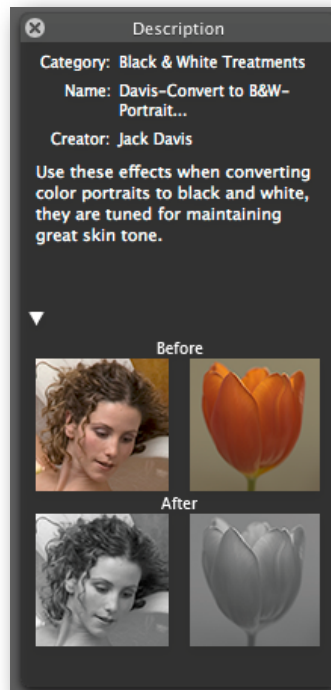 Description
Category: Black & White Treatments
Name: Davis-Convert to B&W-
Portrait...
Creator: Jack Davis
Use these effects when converting
color portraits to black and white,
they are tuned for maintaining
great skin tone.
Before
After